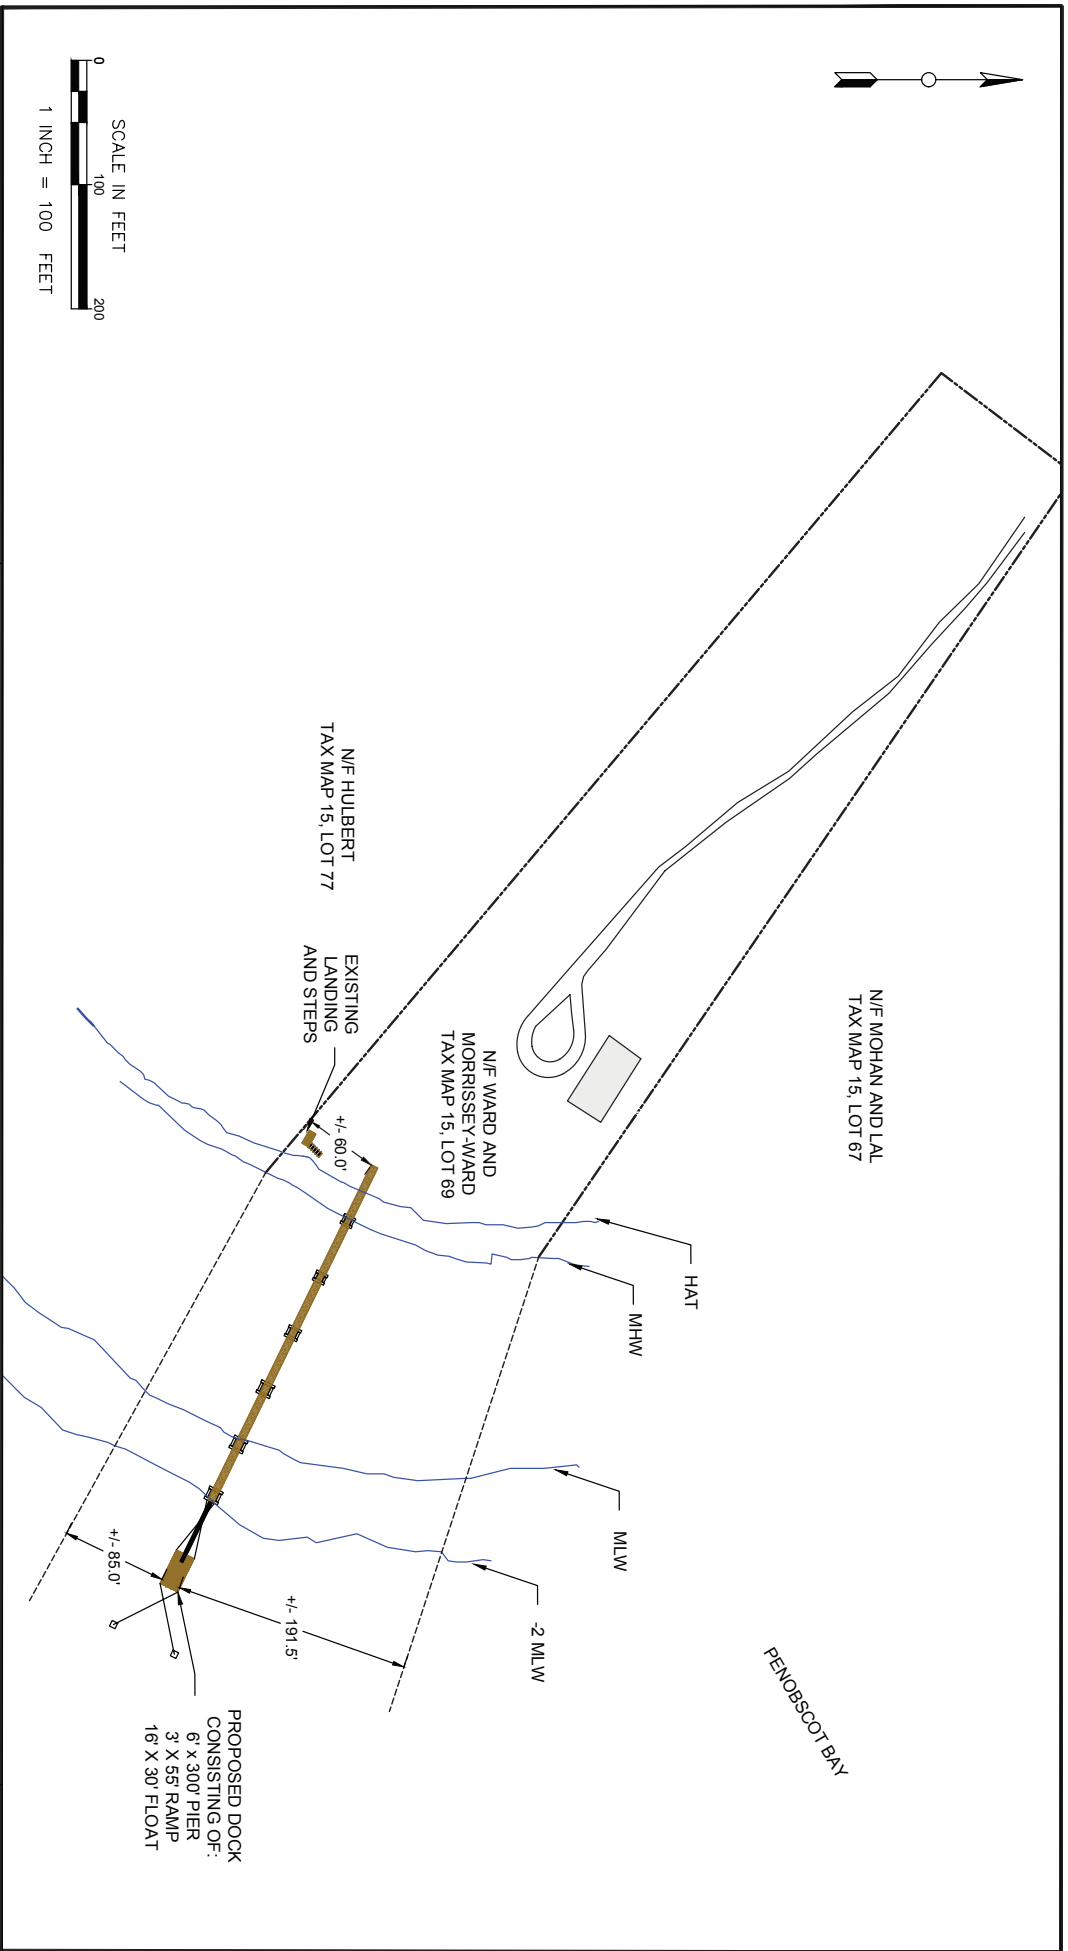 SCALE IN FEET
0
100
200
1 INCH = 100 FEET
N/F MOHAN AND LAL
TAX MAP 15, LOT 67
N/F HULBERT
TAX MAP 15, LOT 77
EXISTING
LANDING
AND STEPS
N/F WARD AND
MORRISSEY-WARD
TAX MAP 15, LOT 69
+/- 60.0'
HAT
MHW
MLW
-2 MLW
+/- 85.0'
+/- 191.5'
PENOBSCOT BAY
PROPOSED DOCK
CONSISTING OF:
6' x 300' PIER
3' X 55' RAMP
16' X 30' FLOAT